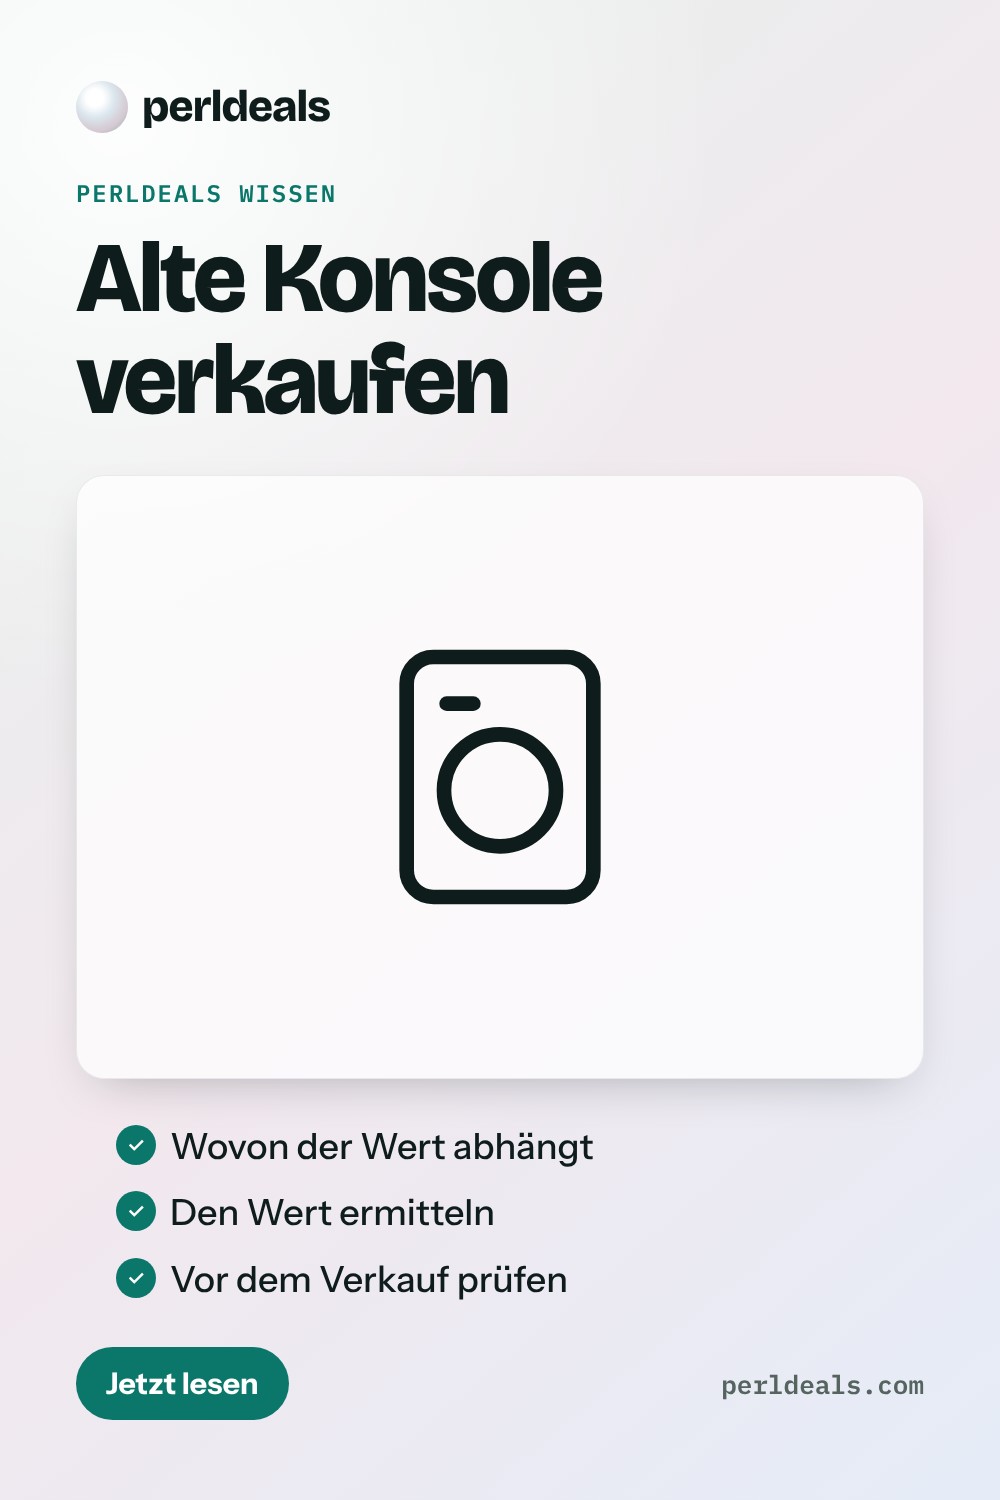 perldeals
PERLDEALS WISSEN
Alte Konsole
verkaufen
Wovon der Wert abhängt
Den Wert ermitteln
Vor dem Verkauf prüfen
Jetzt lesen
perldeals.com